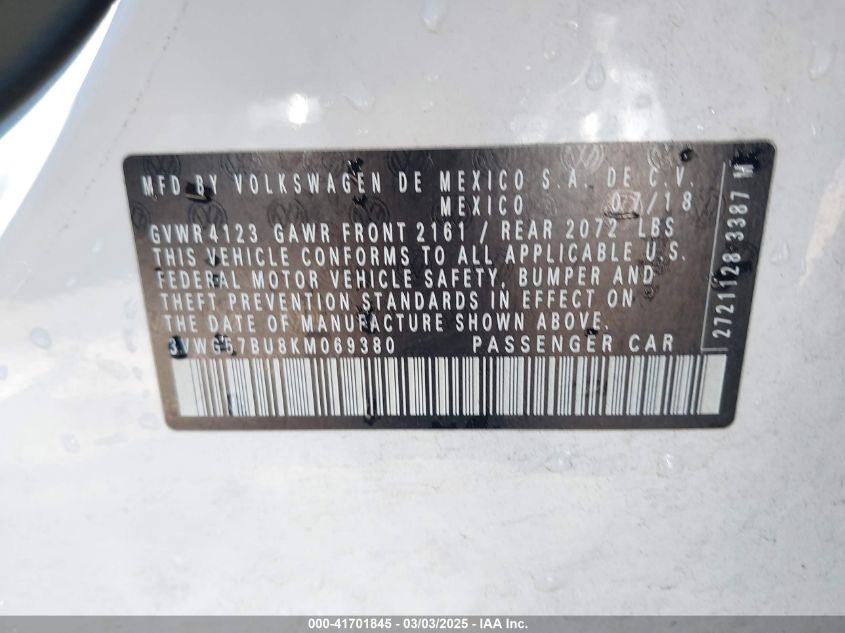 MFD BY VOLKSWAGEN DE MEXICO S.A. DE C.V.
MEXICO 07/18
GVWR 4123 GAWR FRONT 2161 / REAR 2072 LBS
THIS VEHICLE CONFORMS TO ALL APPLICABLE U.S.
FEDERAL MOTOR VEHICLE SAFETY, BUMPER AND
THEFT PREVENTION STANDARDS IN EFFECT ON
THE DATE OF MANUFACTURE SHOWN ABOVE.
3VWG57BU8KM069380 PASSENGER CAR
2721128 3387 M
000-41701845 | 03/03/2025 | IAA Inc.